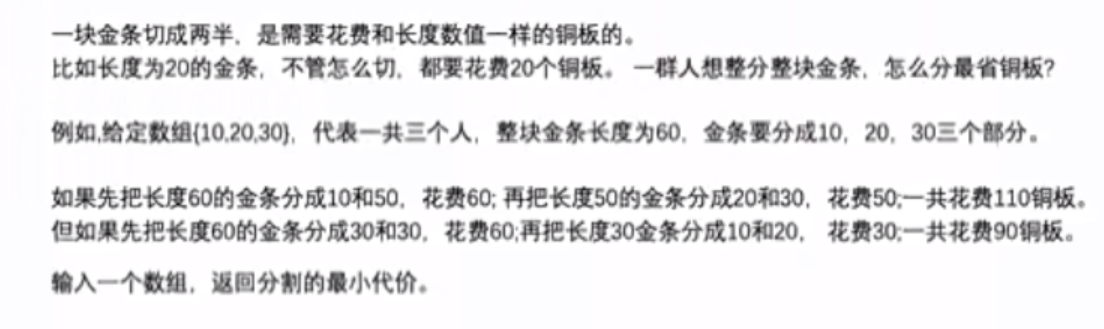 一块金条切成两半，是需要花费和长度数值一样的铜板的。
比如长度为20的金条，不管怎么切，都要花费20个铜板。 一群人想整分整块金条，怎么分最省铜板?
例如,给定数组{10,20,30}，代表一共三个人，整块金条长度为60，金条要分成10，20，30三个部分。
如果先把长度60的金条分成10和50，花费60; 再把长度50的金条分成20和30，花费50;一共花费110铜板。
但如果先把长度60的金条分成30和30，花费60;再把长度30金条分成10和20， 花费30;一共花费90铜板。
输入一个数组，返回分割的最小代价。